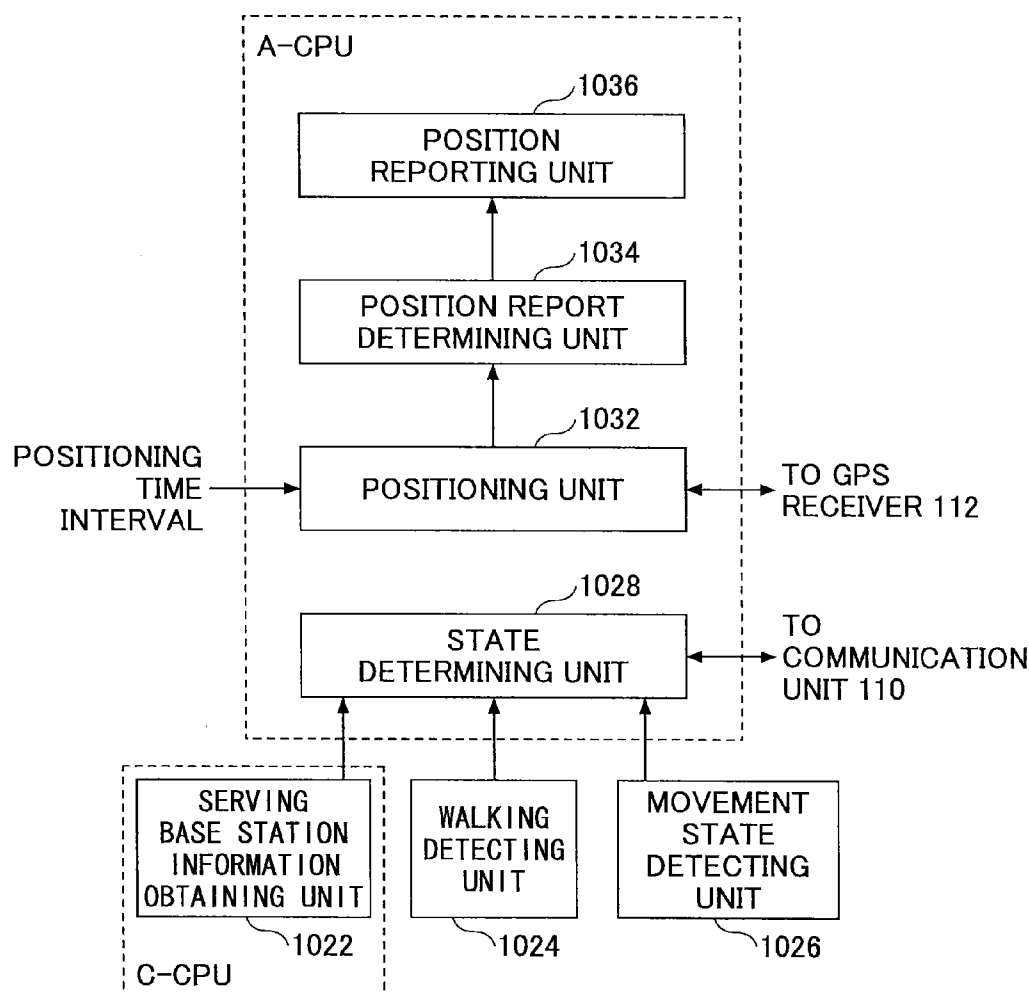 A-CPU
1036
POSITION
REPORTING UNIT
1034
POSITION REPORT
DETERMINING UNIT
1032
POSITIONING
TIME
INTERVAL
POSITIONING UNIT
TO GPS
RECEIVER 112
1028
STATE
DETERMINING UNIT
TO
COMMUNICATION
UNIT 110
SERVING
BASE STATION
INFORMATION
OBTAINING UNIT
WALKING
DETECTING
UNIT
MOVEMENT
STATE
DETECTING
UNIT
1022
1024
1026
C-CPU